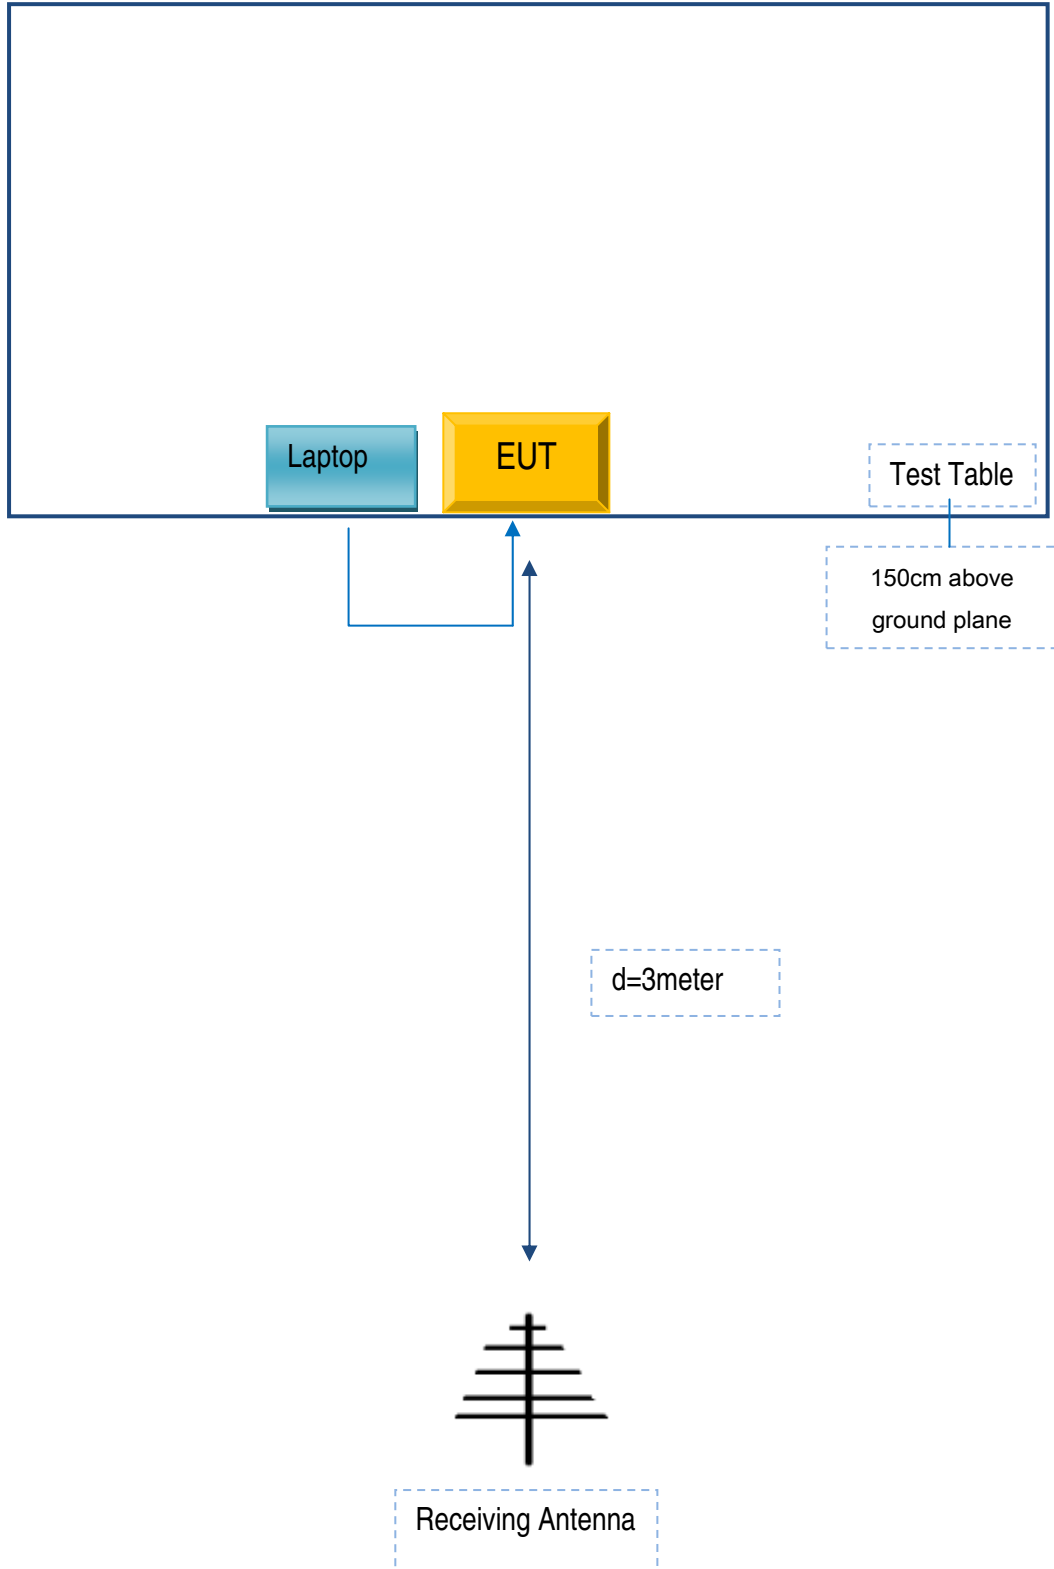 Laptop
EUT
Test Table
150cm above
ground plane
d=3meter
Receiving Antenna